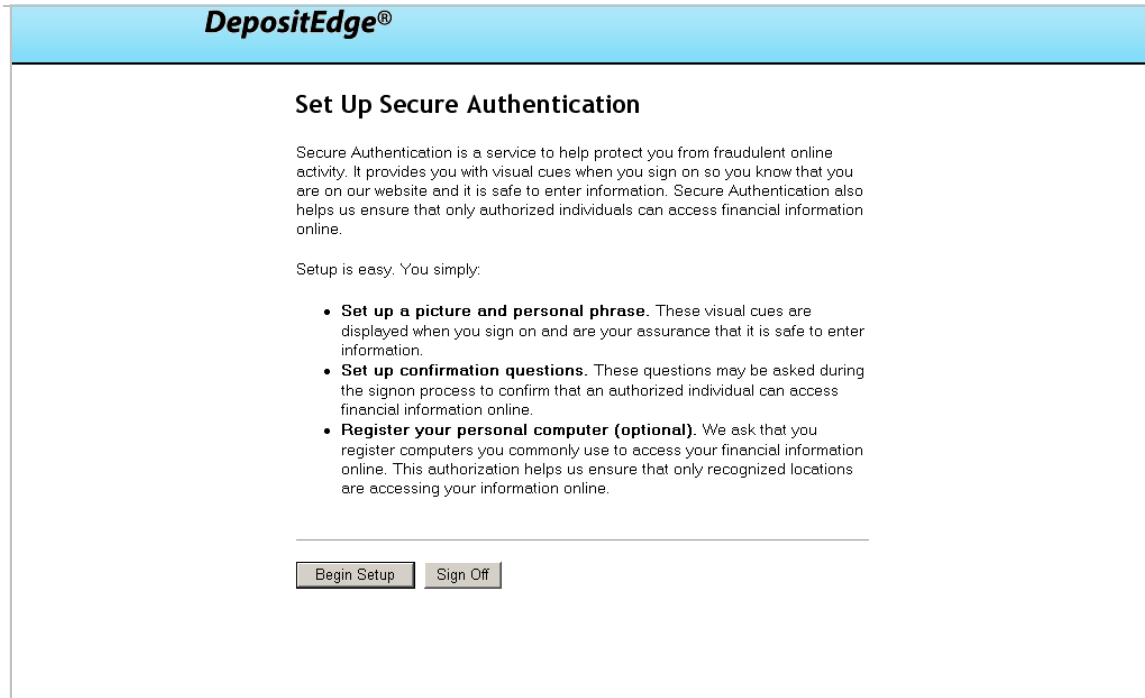 DepositEdge®
Set Up Secure Authentication
Secure Authentication is a service to help protect you from fraudulent online
activity. It provides you with visual cues when you sign on so you know that you
are on our website and it is safe to enter information. Secure Authentication also
helps us ensure that only authorized individuals can access financial information
online.
Setup is easy. You simply:
• Set up a picture and personal phrase. These visual cues are
displayed when you sign on and are your assurance that it is safe to enter
information.
• Set up confirmation questions. These questions may be asked during
the signon process to confirm that an authorized individual can access
financial information online.
• Register your personal computer (optional). We ask that you
register computers you commonly use to access your financial information
online. This authorization helps us ensure that only recognized locations
are accessing your information online.
Begin Setup Sign Off